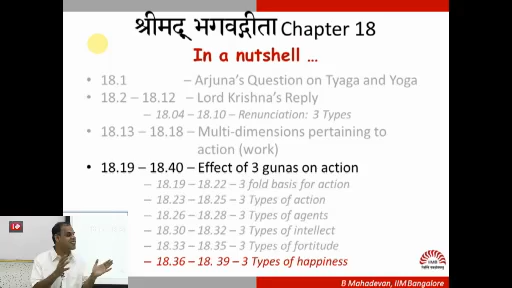 श्रीमद् भगवद्गीता Chapter 18
In a nutshell …
• 18.1 – Arjuna's Question on Tyaga and Yoga
• 18.2 – 18.12 – Lord Krishna's Reply
– 18.04 – 18.10 – Renunciation: 3 Types
• 18.13 – 18.18 – Multi-dimensions pertaining to
action (work)
• 18.19 – 18.40 – Effect of 3 gunas on action
– 18.19 – 18.22 – 3 fold basis for action
– 18.23 – 18.25 – 3 Types of action
– 18.26 – 18.28 – 3 Types of agents
– 18.30 – 18.32 – 3 Types of intellect
– 18.33 – 18.35 – 3 Types of fortitude
– 18.36 – 18. 39 – 3 Types of happiness
B Mahadevan, IIM Bangalore